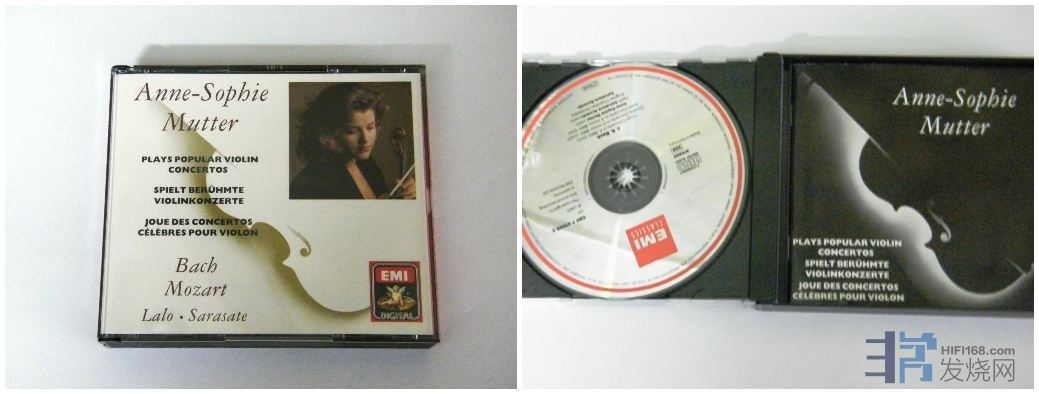 Anne-Sophie
Mutter
PLAYS POPULAR VIOLIN
CONCERTOS
SPIELT BERÜHMTE
VIOLINKONZERTE
JOUE DES CONCERTOS
CÉLÈBRES POUR VIOLON
Bach
Mozart
Lalo • Sarasate
EMI
DIGITAL
J. S. Bach
EMI
CLASSICS
Anne-Sophie
Mutter
PLAYS POPULAR VIOLIN
CONCERTOS
SPIELT BERÜHMTE
VIOLINKONZERTE
JOUE DES CONCERTOS
CÉLÈBRES POUR VIOLON
HIFI168.com
发烧网